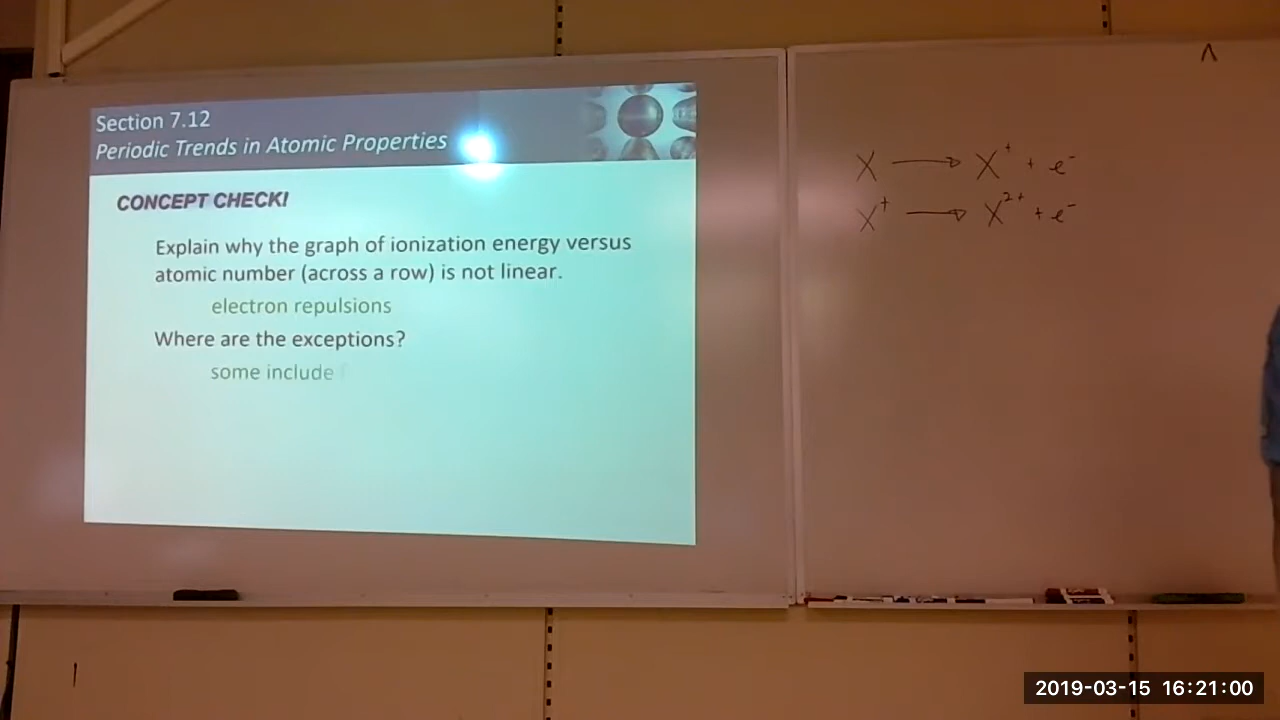 Section 7.12
Periodic Trends in Atomic Properties
CONCEPT CHECK!
Explain why the graph of ionization energy versus
atomic number (across a row) is not linear.
electron repulsions
Where are the exceptions?
some include
X → X⁺ + e⁻
X⁺ → X²⁺ + e⁻
2019-03-15 16:21:00